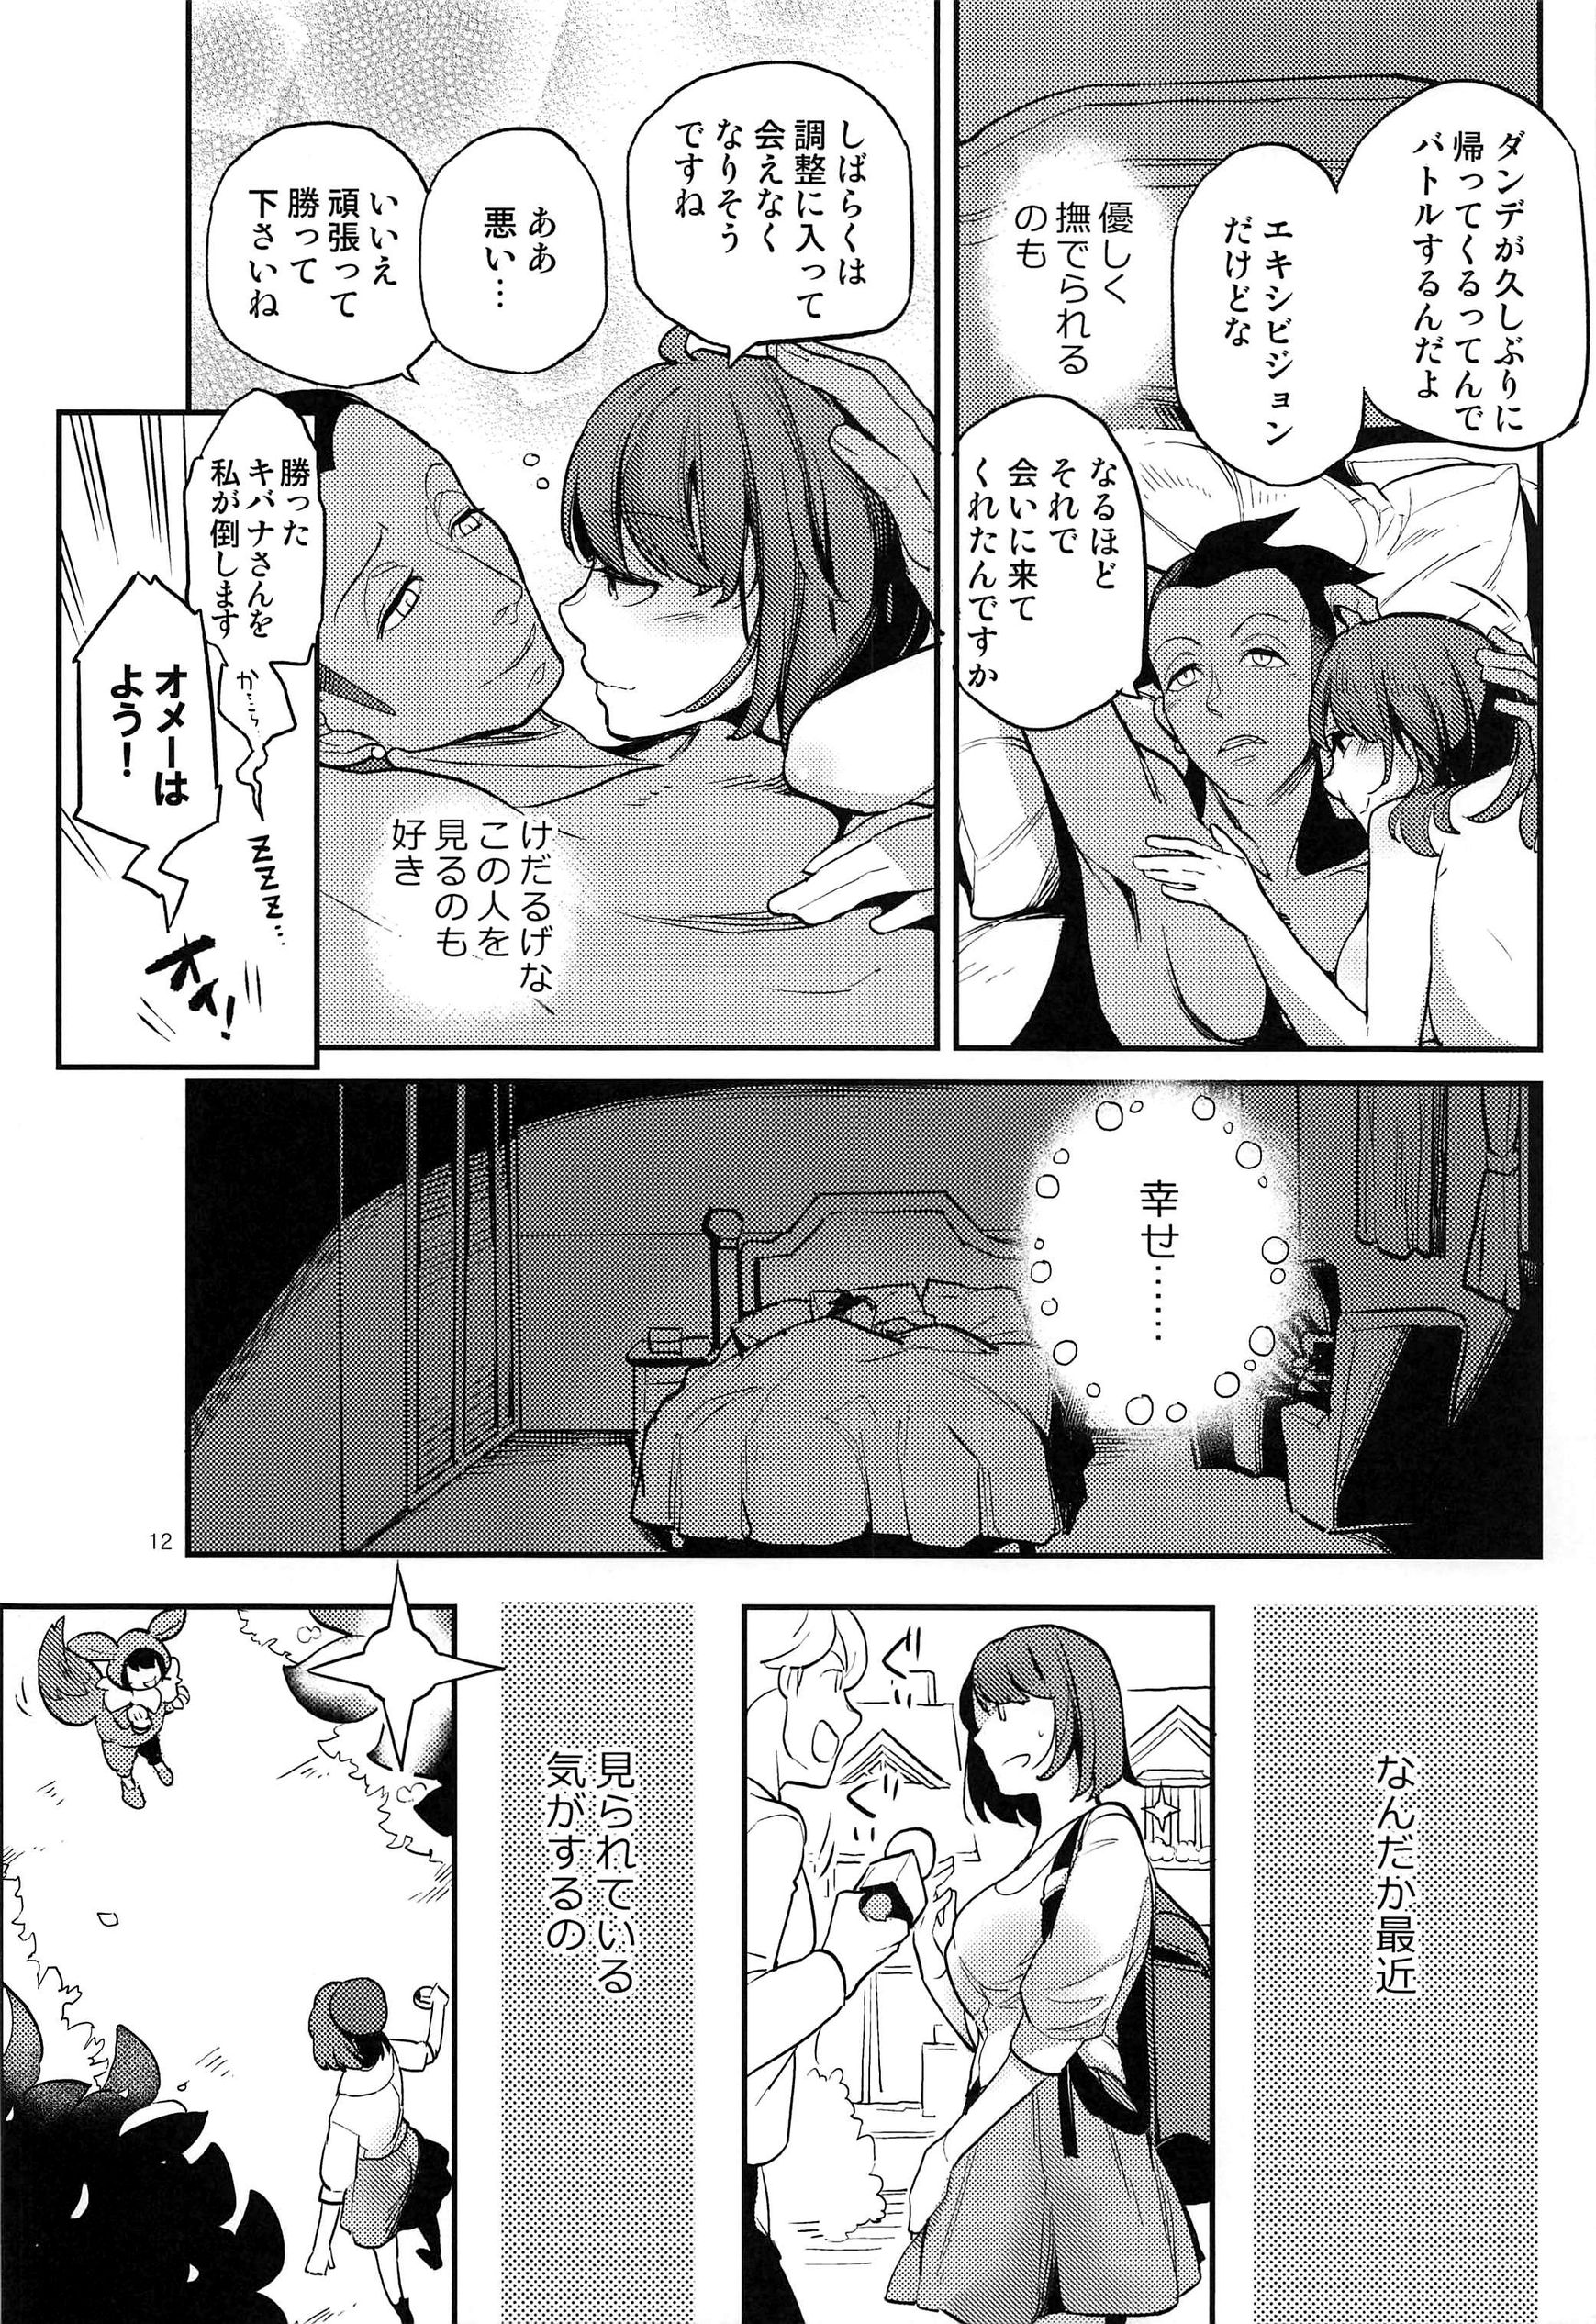 ダンデが久しぶりに
帰ってくるってんで
バトルするんだよ
エキシビジョン
だけどな
優しく
撫でられる
のも
なるほど
それで
会いに来て
くれたんですか
しばらくは
調整に入って
会えなく
なりそう
ですね
ああ
悪い…
いいえ
頑張って
勝って
下さいね
けだるげな
この人を
見るのも
好き
勝った
キバナさんを
私が倒します
から
zzz…
オメーは
よう！
オイ！
幸せ……
12
なんだか最近
ぐいっ
ぐいっ
見られている
気がするの